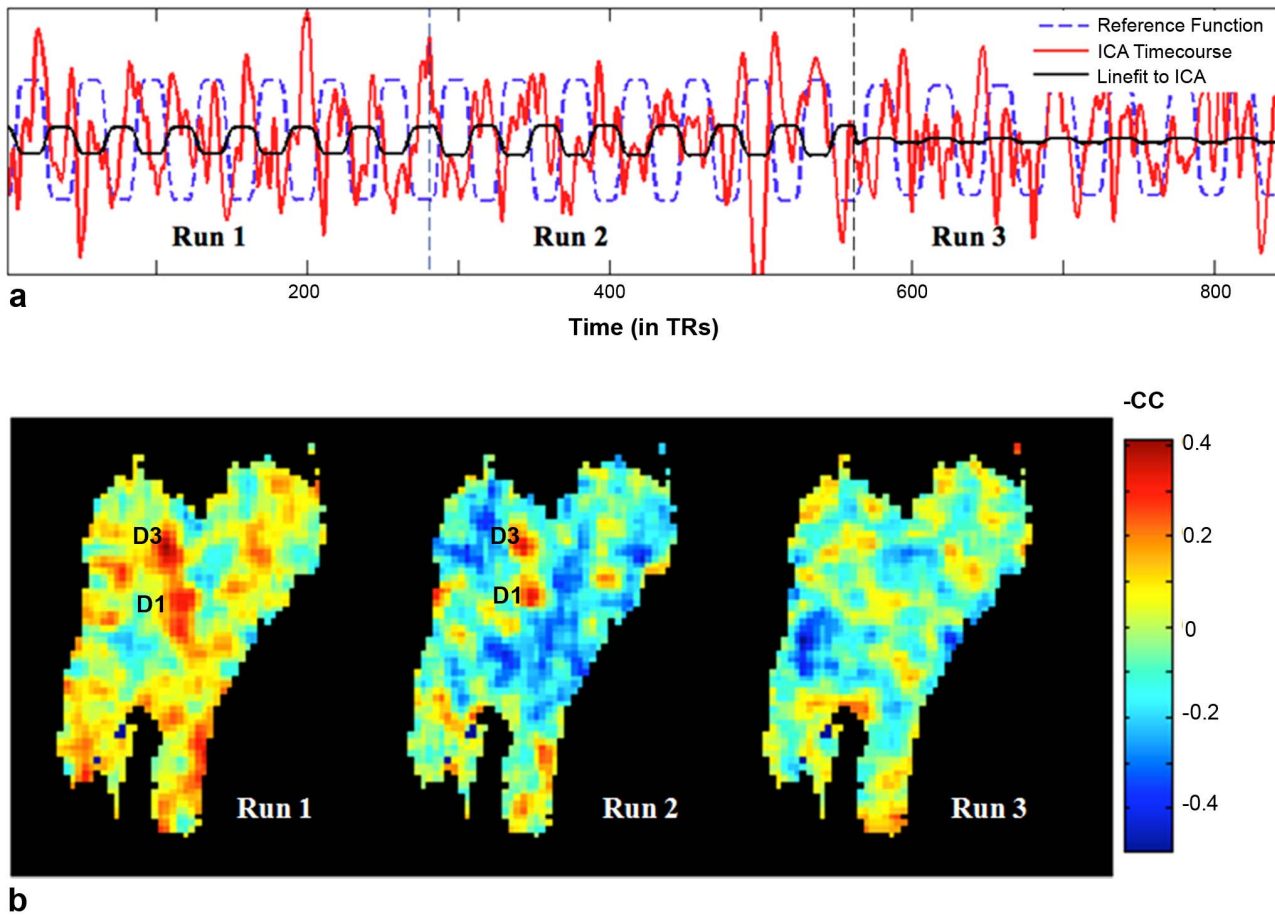 Reference Function
ICA Timecourse
Linefit to ICA
Run 1
Run 2
Run 3
a
200
400
600
800
Time (in TRs)
-CC
0.4
D3
D3
0.2
D1
D1
0
-0.2
-0.4
Run 1
Run 2
Run 3
b